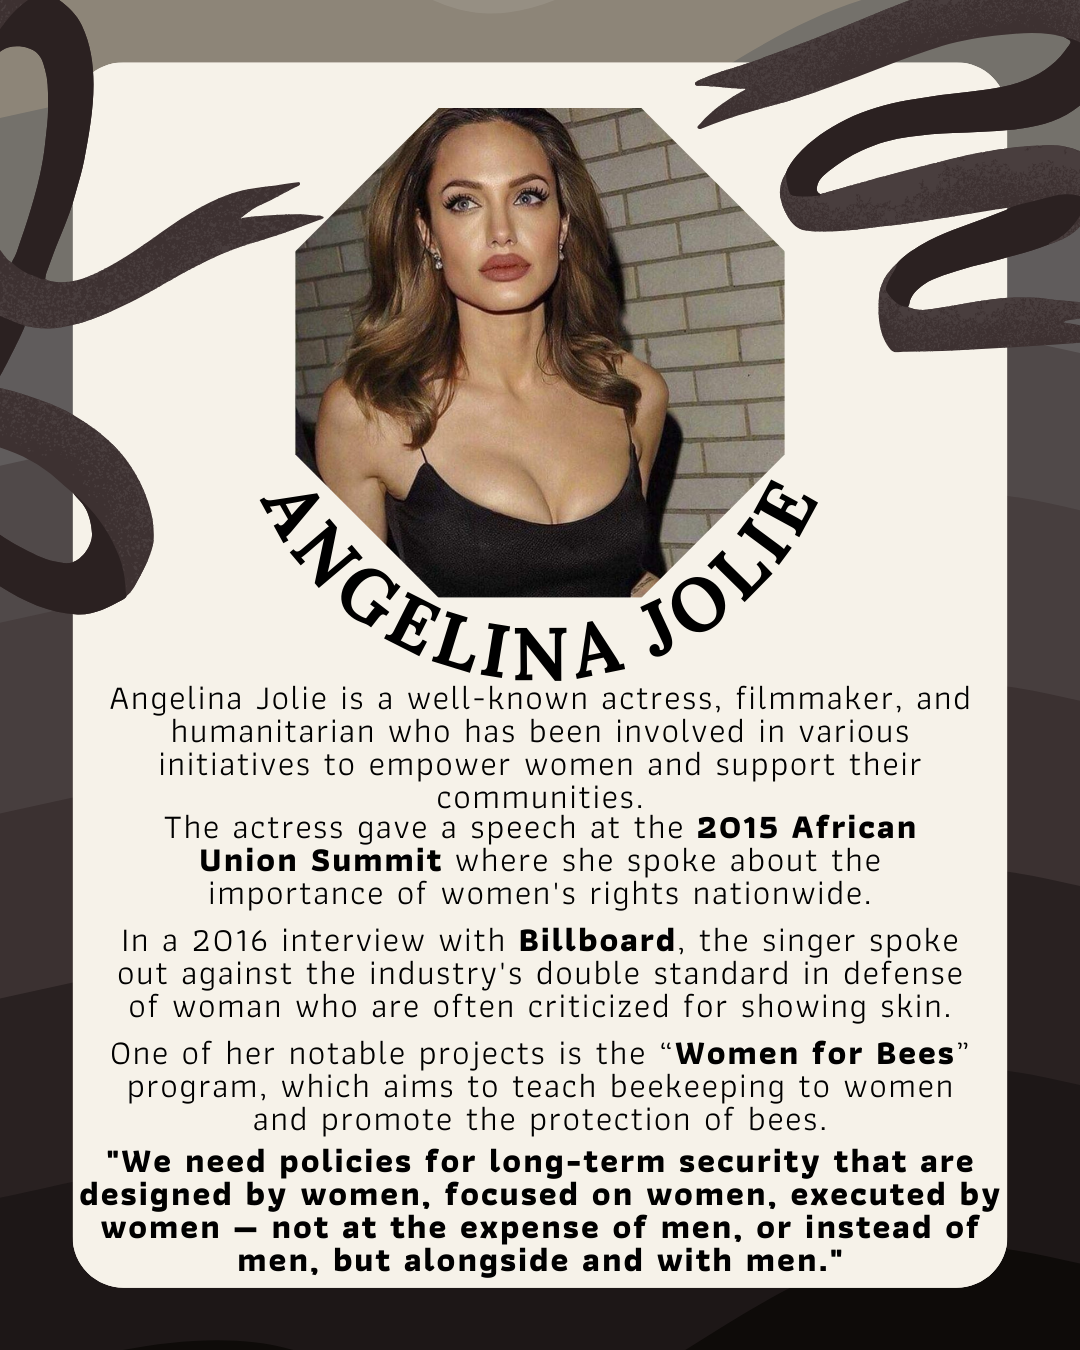 ANGELINA JOLIE
Angelina Jolie is a well-known actress, filmmaker, and
humanitarian who has been involved in various
initiatives to empower women and support their
communities.
The actress gave a speech at the 2015 African
Union Summit where she spoke about the
importance of women's rights nationwide.
In a 2016 interview with Billboard, the singer spoke
out against the industry's double standard in defense
of woman who are often criticized for showing skin.
One of her notable projects is the “Women for Bees”
program, which aims to teach beekeeping to women
and promote the protection of bees.
"We need policies for long-term security that are
designed by women, focused on women, executed by
women — not at the expense of men, or instead of
men, but alongside and with men."